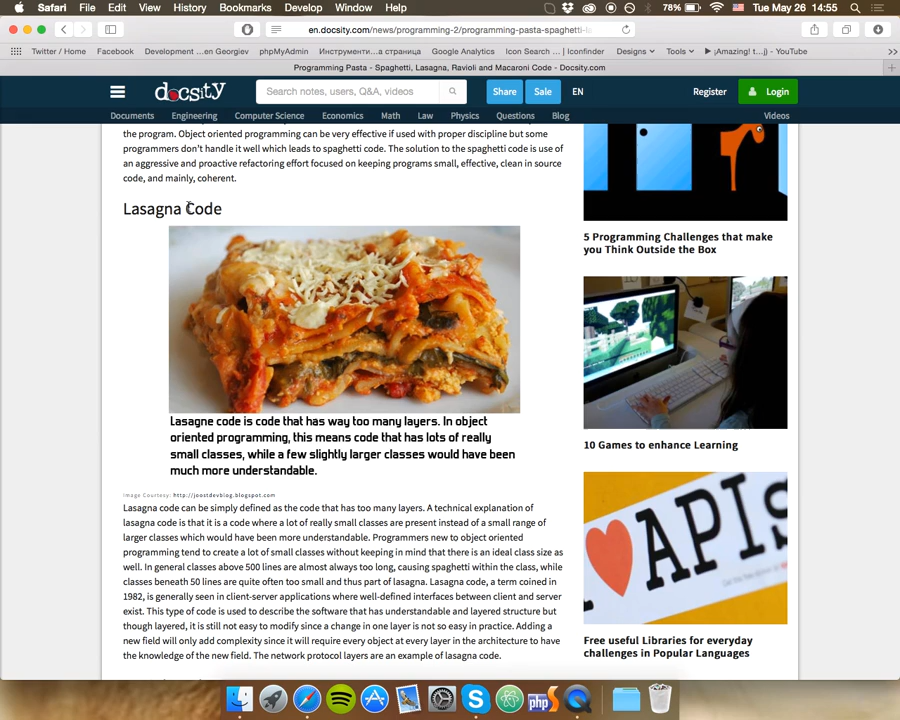 Safari File Edit View History Bookmarks Develop Window Help 78% Tue May 26 14:55
en.docsity.com/news/programming-2/programming-pasta-spaghetti-
Twitter / Home Facebook Development ...en Georgiev phpMyAdmin Инструменти...а страница Google Analytics Icon Search ... | Iconfinder Designs Tools ▶ ¡Amazing! t...j) - YouTube >>
Programming Pasta - Spaghetti, Lasagna, Ravioli and Macaroni Code - Docsity.com
docsity Search notes, users, Q&A, videos Share Sale EN Register Login
Documents Engineering Computer Science Economics Math Law Physics Questions Blog Videos
the program. Object oriented programming can be very effective if used with proper discipline but some
programmers don't handle it well which leads to spaghetti code. The solution to the spaghetti code is use of
an aggressive and proactive refactoring effort focused on keeping programs small, effective, clean in source
code, and mainly, coherent.
Lasagna Code
Lasagne code is code that has way too many layers. In object
oriented programming, this means code that has lots of really
small classes, while a few slightly larger classes would have been
much more understandable.
Image Courtesy: http://joostdevblog.blogspot.com
Lasagna code can be simply defined as the code that has too many layers. A technical explanation of
lasagna code is that it is a code where a lot of really small classes are present instead of a small range of
larger classes which would have been more understandable. Programmers new to object oriented
programming tend to create a lot of small classes without keeping in mind that there is an ideal class size as
well. In general classes above 500 lines are almost always too long, causing spaghetti within the class, while
classes beneath 50 lines are quite often too small and thus part of lasagna. Lasagna code, a term coined in
1982, is generally seen in client-server applications where well-defined interfaces between client and server
exist. This type of code is used to describe the software that has understandable and layered structure but
though layered, it is still not easy to modify since a change in one layer is not so easy in practice. Adding a
new field will only add complexity since it will require every object at every layer in the architecture to have
the knowledge of the new field. The network protocol layers are an example of lasagna code.
5 Programming Challenges that make
you Think Outside the Box
10 Games to enhance Learning
I APIs
Free useful Libraries for everyday
challenges in Popular Languages
php